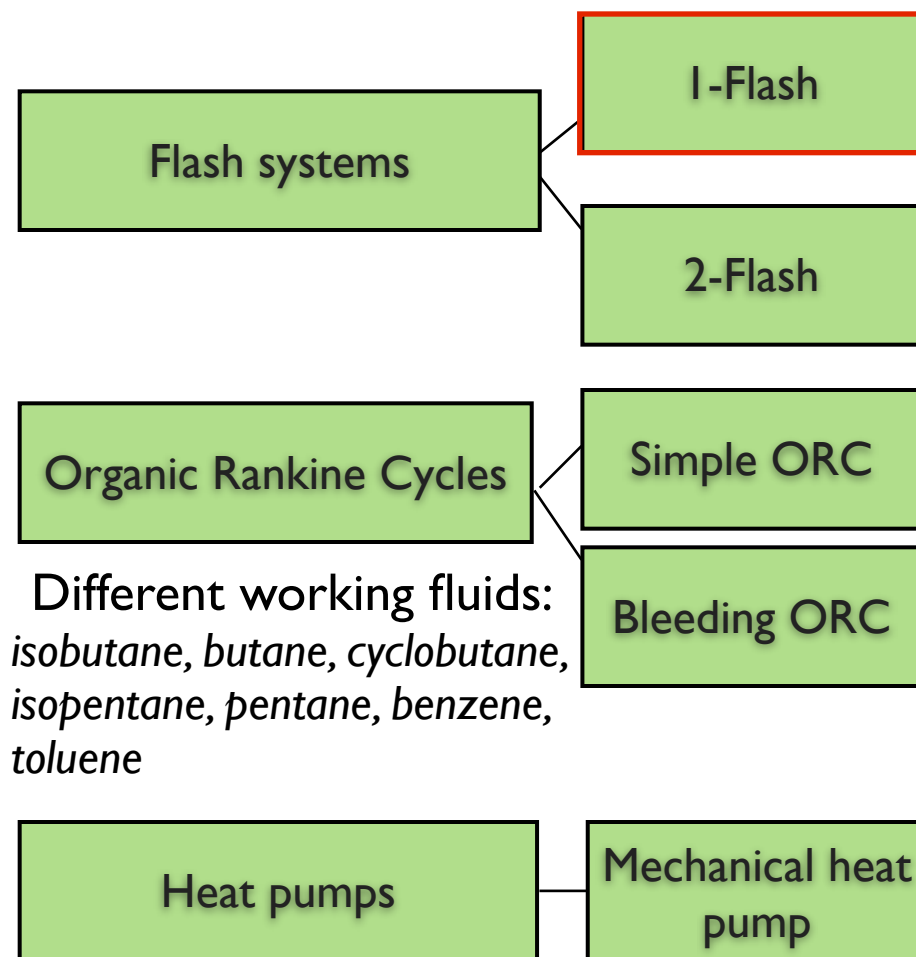 1-Flash
Flash systems
2-Flash
Organic Rankine Cycles
Simple ORC
Different working fluids:
isobutane, butane, cyclobutane,
isopentane, pentane, benzene,
toluene
Bleeding ORC
Heat pumps
Mechanical heat
pump